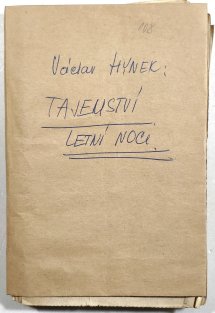 108
Václav HYNEK:
TAJEMSTVÍ
LETNÍ NOCI.